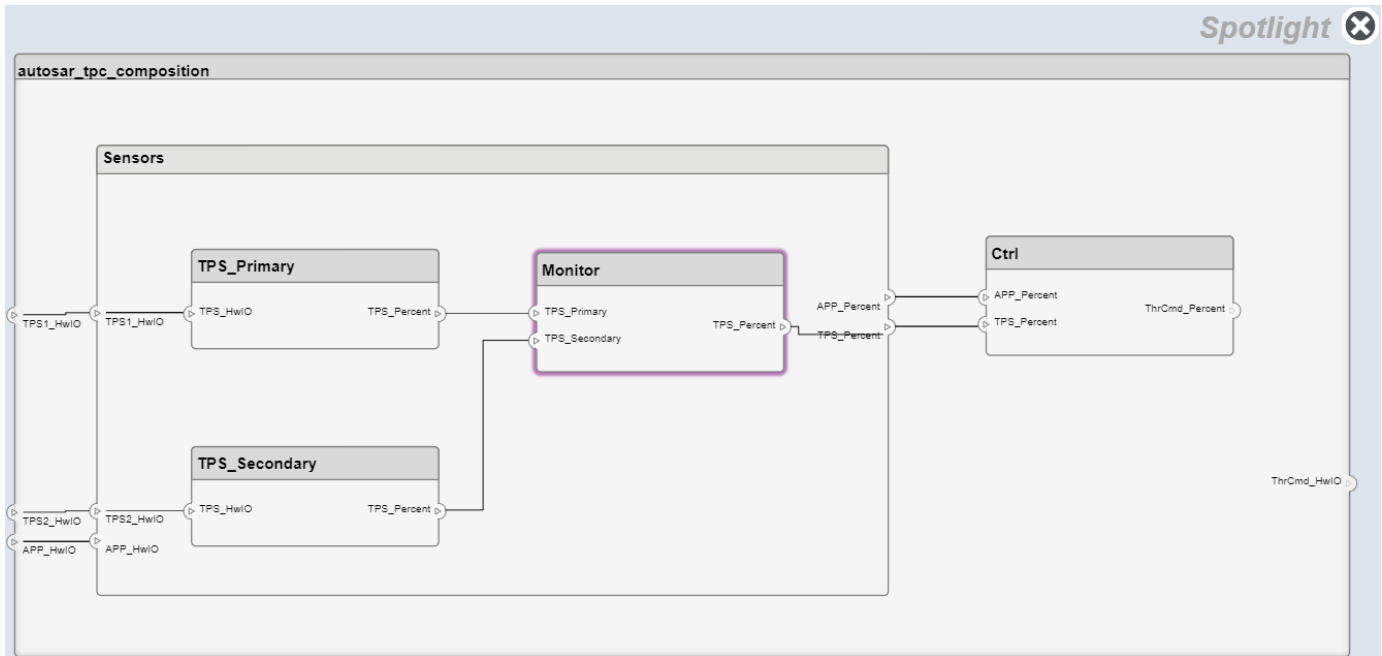 Spotlight
autosar_tpc_composition
Sensors
TPS_Primary
TPS_HwIO
TPS_Percent
Monitor
TPS_Primary
TPS_Secondary
TPS_Percent
APP_Percent
TPS_Percent
Ctrl
APP_Percent
TPS_Percent
ThrCmd_Percent
TPS1_HwIO
TPS1_HwIO
TPS_Secondary
TPS_HwIO
TPS_Percent
TPS2_HwIO
TPS2_HwIO
APP_HwIO
APP_HwIO
ThrCmd_HwIO